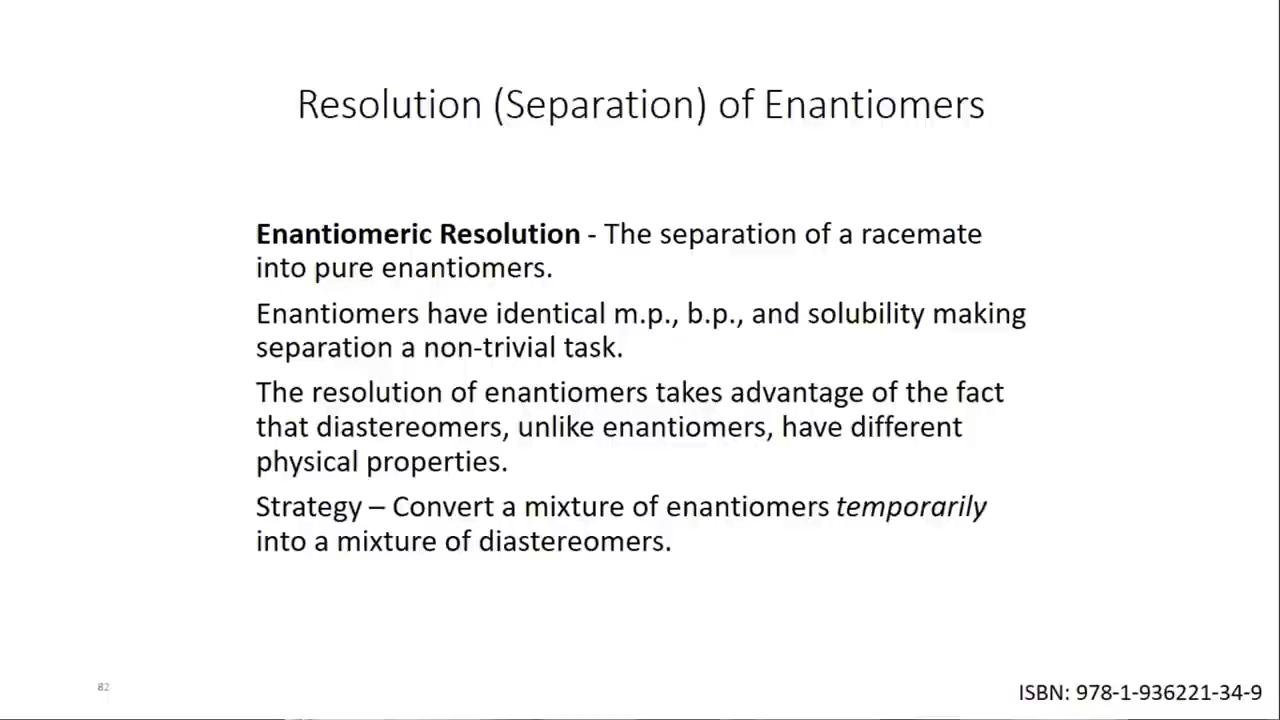 Resolution (Separation) of Enantiomers
Enantiomeric Resolution - The separation of a racemate
into pure enantiomers.
Enantiomers have identical m.p., b.p., and solubility making
separation a non-trivial task.
The resolution of enantiomers takes advantage of the fact
that diastereomers, unlike enantiomers, have different
physical properties.
Strategy – Convert a mixture of enantiomers temporarily
into a mixture of diastereomers.
82
ISBN: 978-1-936221-34-9